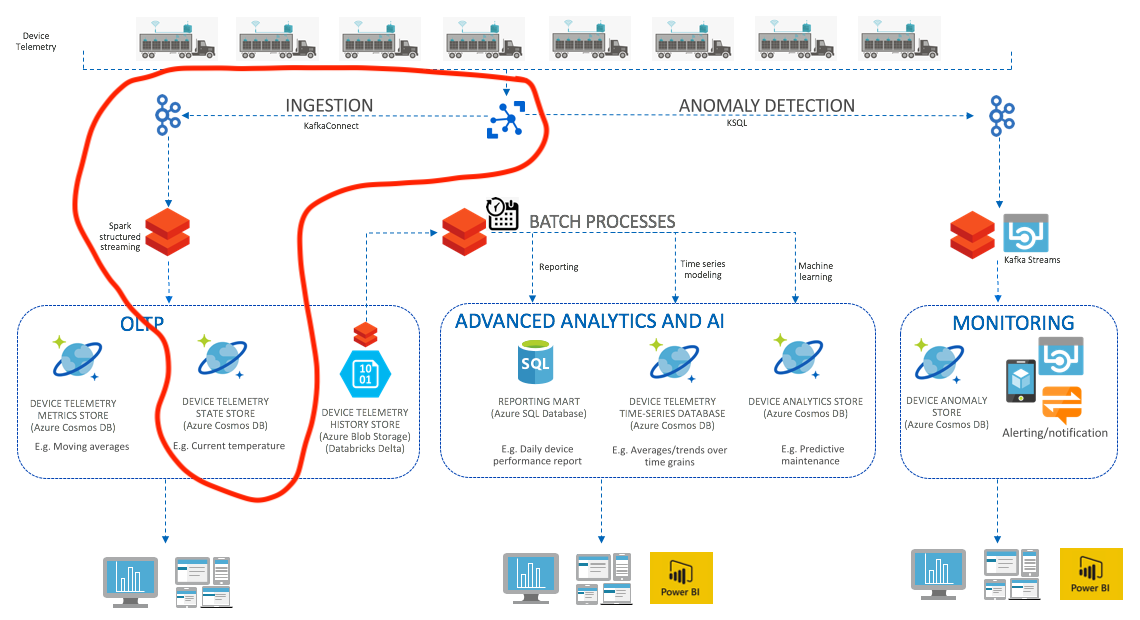 Device
Telemetry
INGESTION
KafkaConnect
ANOMALY DETECTION
KSQL
Spark
structured
streaming
BATCH PROCESSES
Reporting
Time series
modeling
Machine
learning
Kafka Streams
OLTP
DEVICE TELEMETRY
METRICS STORE
(Azure Cosmos DB)
E.g. Moving averages
DEVICE TELEMETRY
STATE STORE
(Azure Cosmos DB)
E.g. Current temperature
10
01
DEVICE TELEMETRY
HISTORY STORE
(Azure Blob Storage)
(Databricks Delta)
ADVANCED ANALYTICS AND AI
SQL
REPORTING MART
(Azure SQL Database)
E.g. Daily device
performance report
DEVICE TELEMETRY
TIME-SERIES DATABASE
(Azure Cosmos DB)
E.g. Averages/trends over
time grains
DEVICE ANALYTICS STORE
(Azure Cosmos DB)
E.g. Predictive
maintenance
MONITORING
DEVICE ANOMALY
STORE
(Azure Cosmos DB)
Alerting/notification
Power BI
Power BI